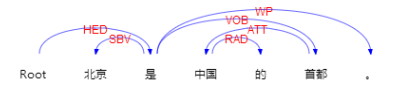 WP
VOB
HED ATT
SBV RAD
Root 北京 是 中国 的 首都 。